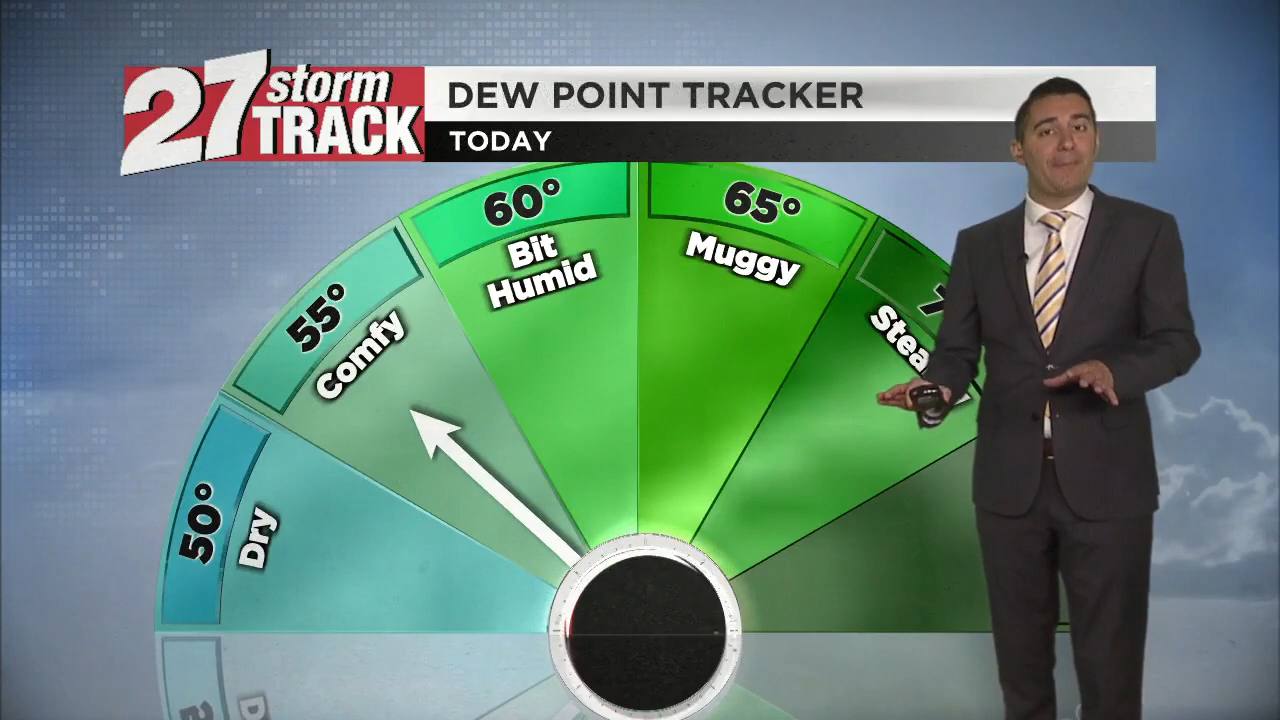 27 storm
TRACK
DEW POINT TRACKER
TODAY
60°
Bit
Humid
65°
Muggy
55°
Comfy
50°
Dry